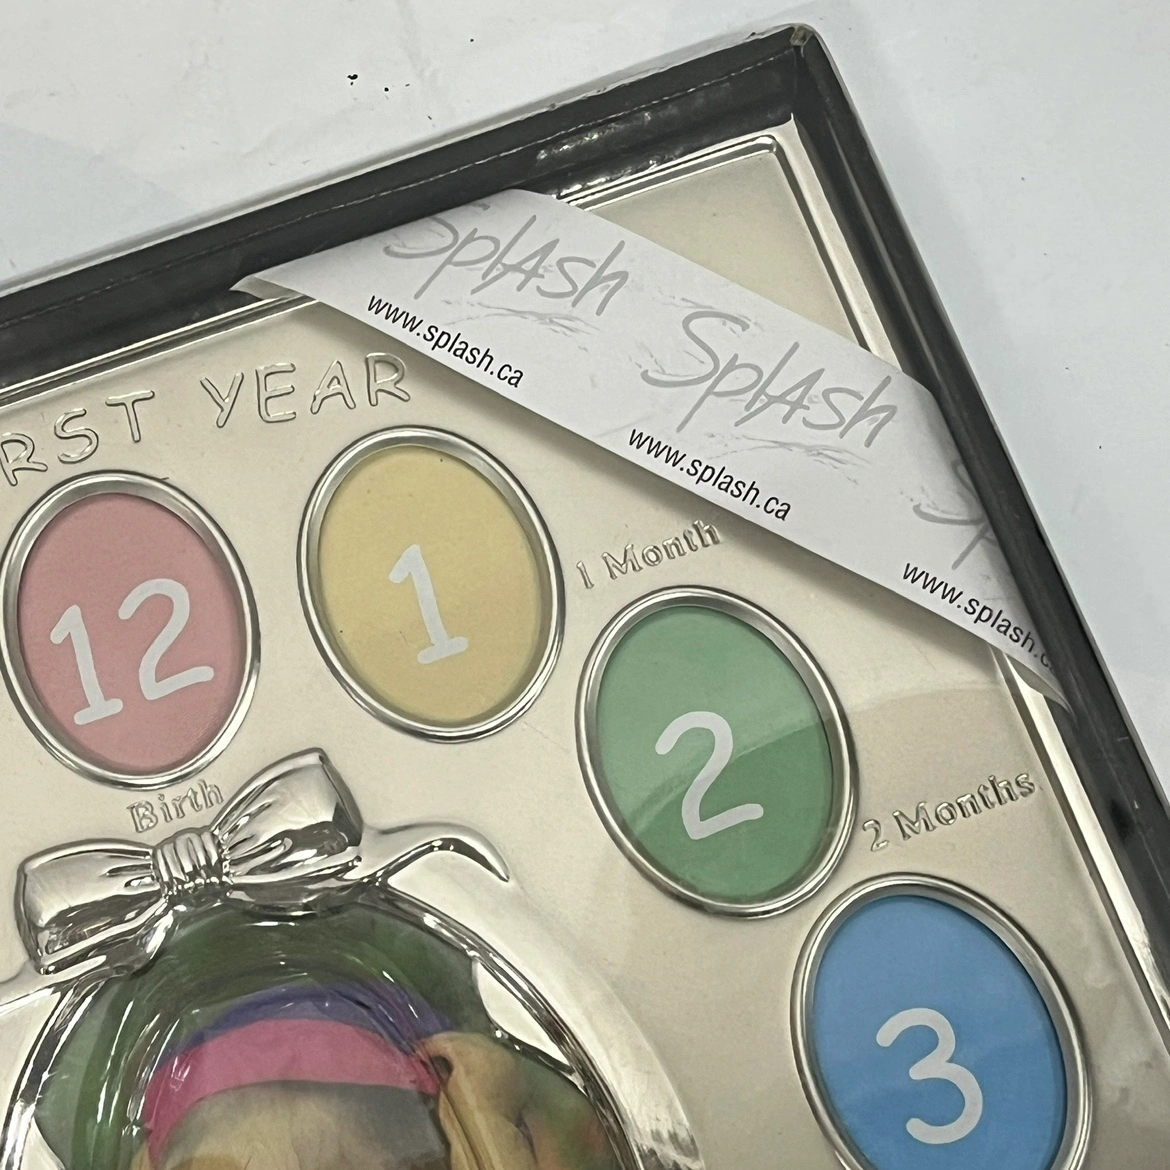 SplAsh
www.splash.ca
SplAsh
www.splash.ca
www.splash.c
RST YEAR
12
Birth
1
1 Month
2
2 Months
3